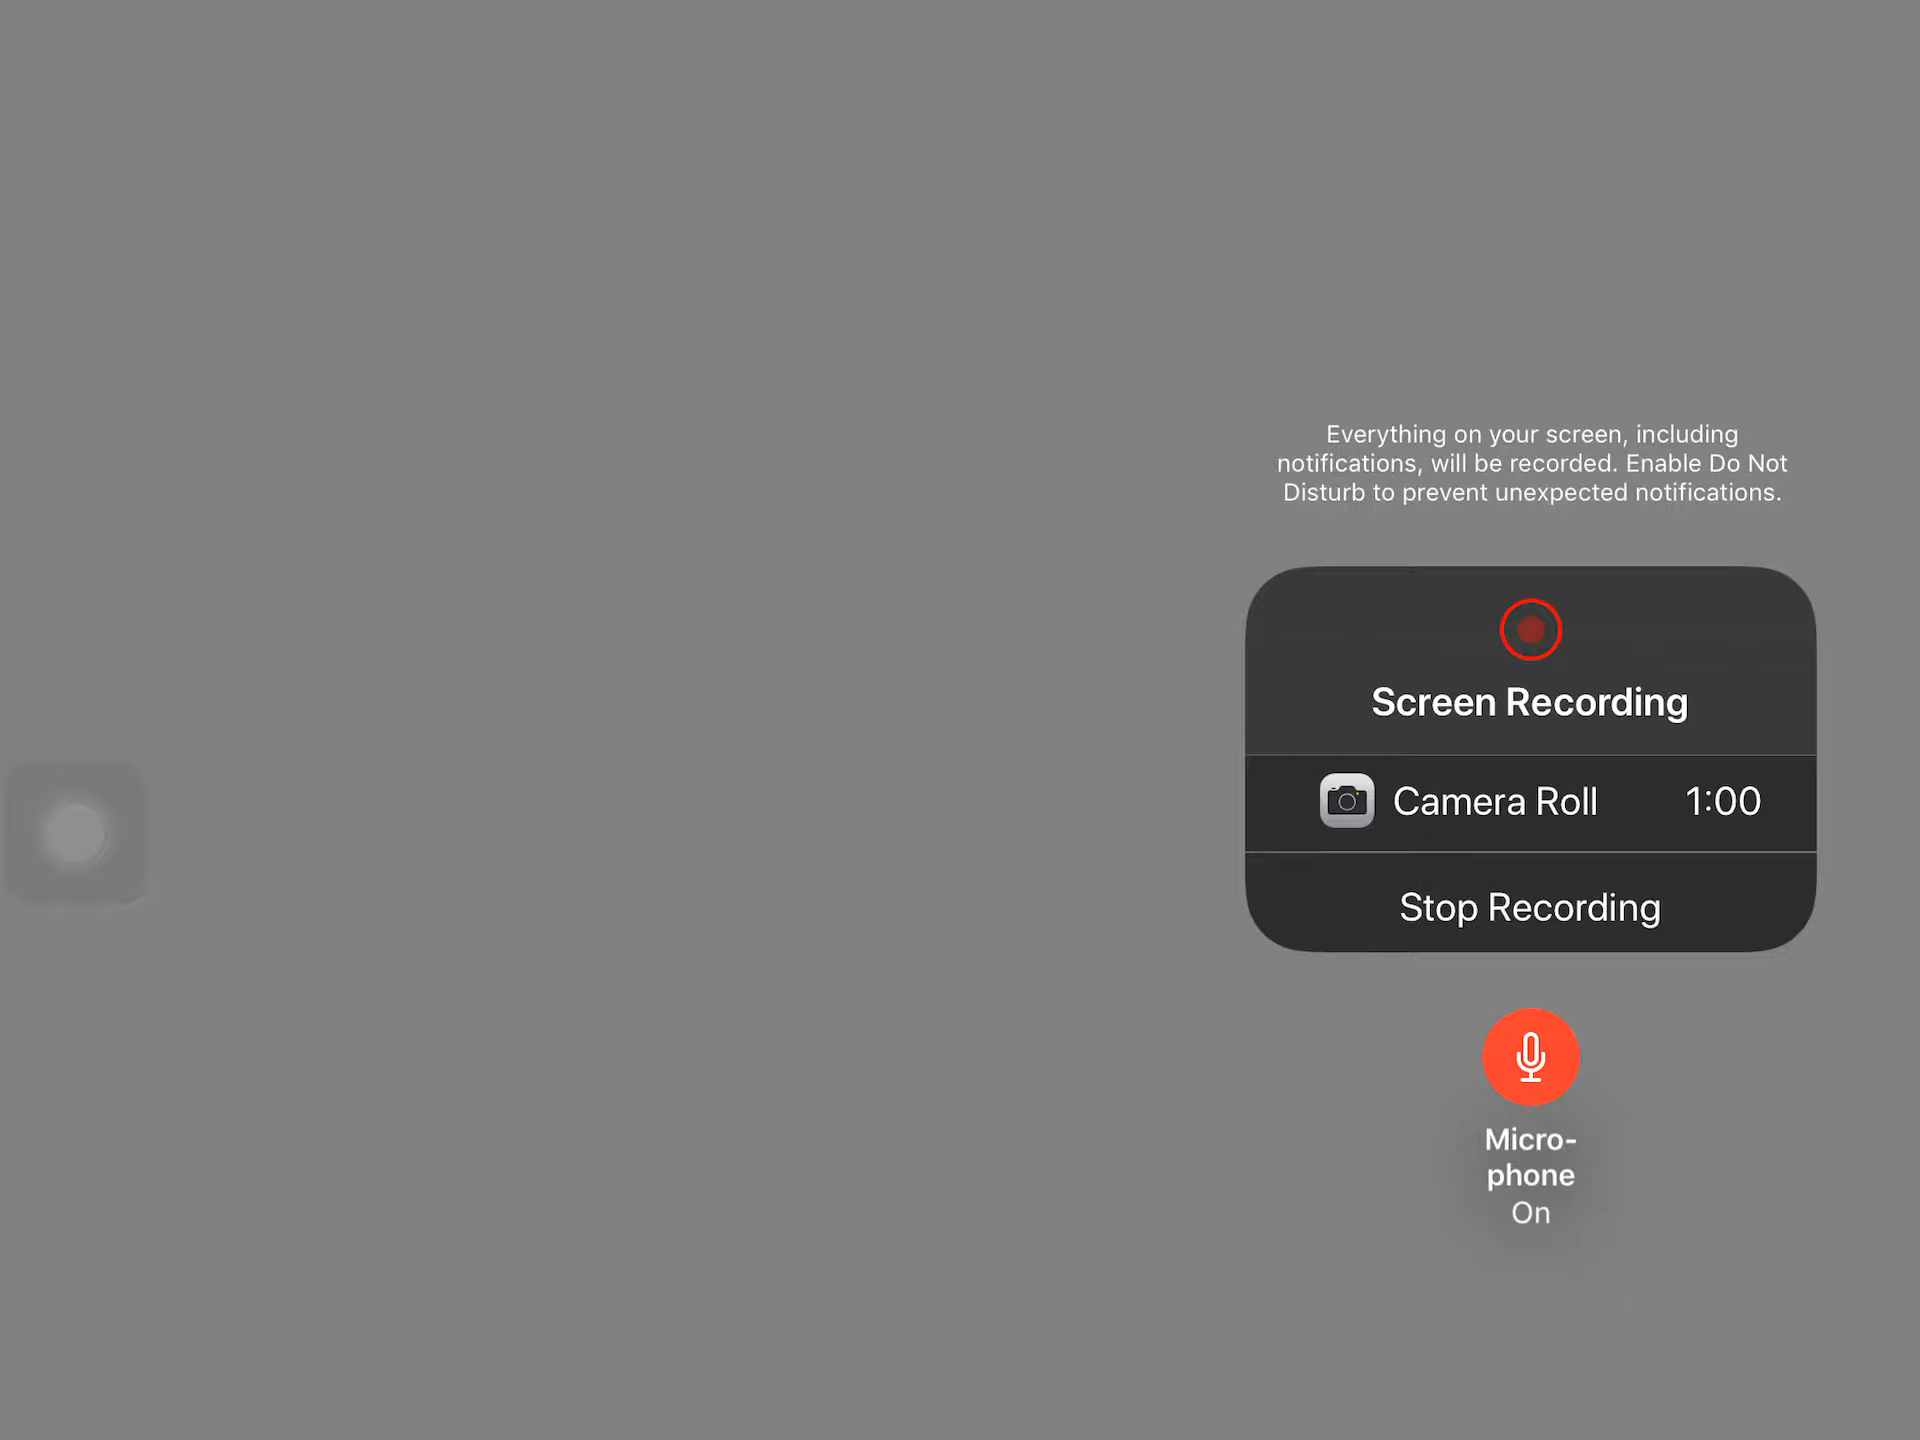 Everything on your screen, including
notifications, will be recorded. Enable Do Not
Disturb to prevent unexpected notifications.
Screen Recording
Camera Roll 1:00
Stop Recording
Micro-
phone
On